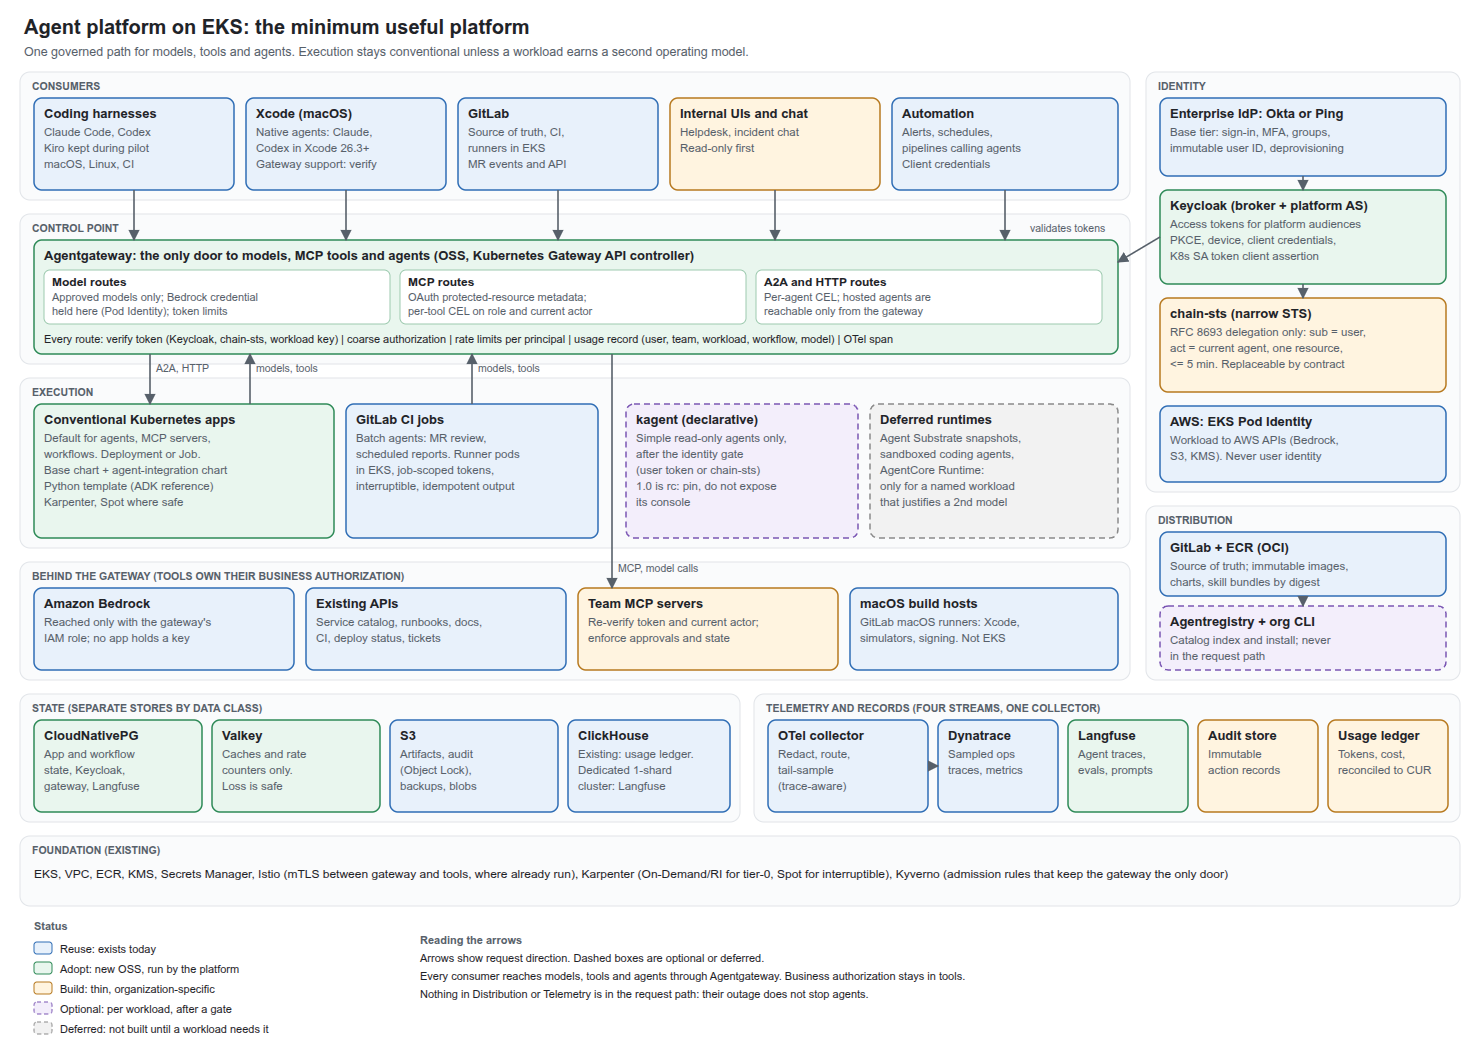 Agent platform on EKS: the minimum useful platform
One governed path for models, tools and agents. Execution stays conventional unless a workload earns a second operating model.
CONSUMERS
Coding harnesses
Claude Code, Codex
Kiro kept during pilot
macOS, Linux, CI
Xcode (macOS)
Native agents: Claude,
Codex in Xcode 26.3+
Gateway support: verify
GitLab
Source of truth, CI,
runners in EKS
MR events and API
Internal UIs and chat
Helpdesk, incident chat
Read-only first
Automation
Alerts, schedules,
pipelines calling agents
Client credentials
CONTROL POINT
validates tokens
Agentgateway: the only door to models, MCP tools and agents (OSS, Kubernetes Gateway API controller)
Model routes
Approved models only; Bedrock credential
held here (Pod Identity); token limits
MCP routes
OAuth protected-resource metadata;
per-tool CEL on role and current actor
A2A and HTTP routes
Per-agent CEL; hosted agents are
reachable only from the gateway
Every route: verify token (Keycloak, chain-sts, workload key) | coarse authorization | rate limits per principal | usage record (user, team, workload, workflow, model) | OTel span
A2A, HTTP
models, tools
models, tools
EXECUTION
Conventional Kubernetes apps
Default for agents, MCP servers,
workflows. Deployment or Job.
Base chart + agent-integration chart
Python template (ADK reference)
Karpenter, Spot where safe
GitLab CI jobs
Batch agents: MR review,
scheduled reports. Runner pods
in EKS, job-scoped tokens,
interruptible, idempotent output
kagent (declarative)
Simple read-only agents only,
after the identity gate
(user token or chain-sts)
1.0 is rc: pin, do not expose
its console
Deferred runtimes
Agent Substrate snapshots,
sandboxed coding agents,
AgentCore Runtime:
only for a named workload
that justifies a 2nd model
MCP, model calls
BEHIND THE GATEWAY (TOOLS OWN THEIR BUSINESS AUTHORIZATION)
Amazon Bedrock
Reached only with the gateway's
IAM role; no app holds a key
Existing APIs
Service catalog, runbooks, docs,
CI, deploy status, tickets
Team MCP servers
Re-verify token and current actor;
enforce approvals and state
macOS build hosts
GitLab macOS runners: Xcode,
simulators, signing. Not EKS
IDENTITY
Enterprise IdP: Okta or Ping
Base tier: sign-in, MFA, groups,
immutable user ID, deprovisioning
Keycloak (broker + platform AS)
Access tokens for platform audiences
PKCE, device, client credentials,
K8s SA token client assertion
chain-sts (narrow STS)
RFC 8693 delegation only: sub = user,
act = current agent, one resource,
<= 5 min. Replaceable by contract
AWS: EKS Pod Identity
Workload to AWS APIs (Bedrock,
S3, KMS). Never user identity
DISTRIBUTION
GitLab + ECR (OCI)
Source of truth; immutable images,
charts, skill bundles by digest
Agentregistry + org CLI
Catalog index and install; never
in the request path
STATE (SEPARATE STORES BY DATA CLASS)
CloudNativePG
App and workflow
state, Keycloak,
gateway, Langfuse
Valkey
Caches and rate
counters only.
Loss is safe
S3
Artifacts, audit
(Object Lock),
backups, blobs
ClickHouse
Existing: usage ledger.
Dedicated 1-shard
cluster: Langfuse
TELEMETRY AND RECORDS (FOUR STREAMS, ONE COLLECTOR)
OTel collector
Redact, route,
tail-sample
(trace-aware)
Dynatrace
Sampled ops
traces, metrics
Langfuse
Agent traces,
evals, prompts
Audit store
Immutable
action records
Usage ledger
Tokens, cost,
reconciled to CUR
FOUNDATION (EXISTING)
EKS, VPC, ECR, KMS, Secrets Manager, Istio (mTLS between gateway and tools, where already run), Karpenter (On-Demand/RI for tier-0, Spot for interruptible), Kyverno (admission rules that keep the gateway the only door)
Status
Reuse: exists today
Adopt: new OSS, run by the platform
Build: thin, organization-specific
Optional: per workload, after a gate
Deferred: not built until a workload needs it
Reading the arrows
Arrows show request direction. Dashed boxes are optional or deferred.
Every consumer reaches models, tools and agents through Agentgateway. Business authorization stays in tools.
Nothing in Distribution or Telemetry is in the request path: their outage does not stop agents.